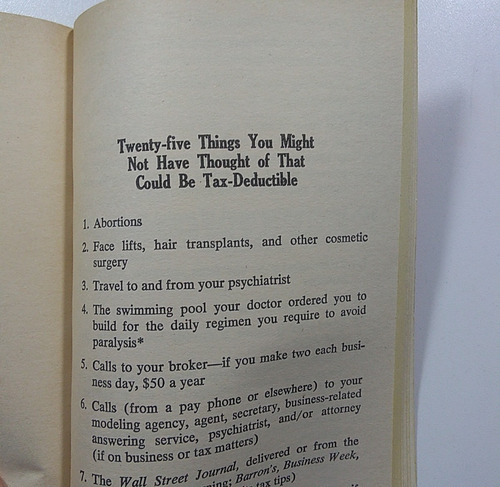 Twenty-five Things You Might
Not Have Thought of That
Could Be Tax-Deductible
1. Abortions
2. Face lifts, hair transplants, and other cosmetic
surgery
3. Travel to and from your psychiatrist
4. The swimming pool your doctor ordered you to
build for the daily regimen you require to avoid
paralysis*
5. Calls to your broker—if you make two each busi-
ness day, $50 a year
6. Calls (from a pay phone or elsewhere) to your
modeling agency, agent, secretary, business-related
answering service, psychiatrist, and/or attorney
(if on business or tax matters)
7. The Wall Street Journal, delivered or from the
Barron's, Business Week,
tax tips)